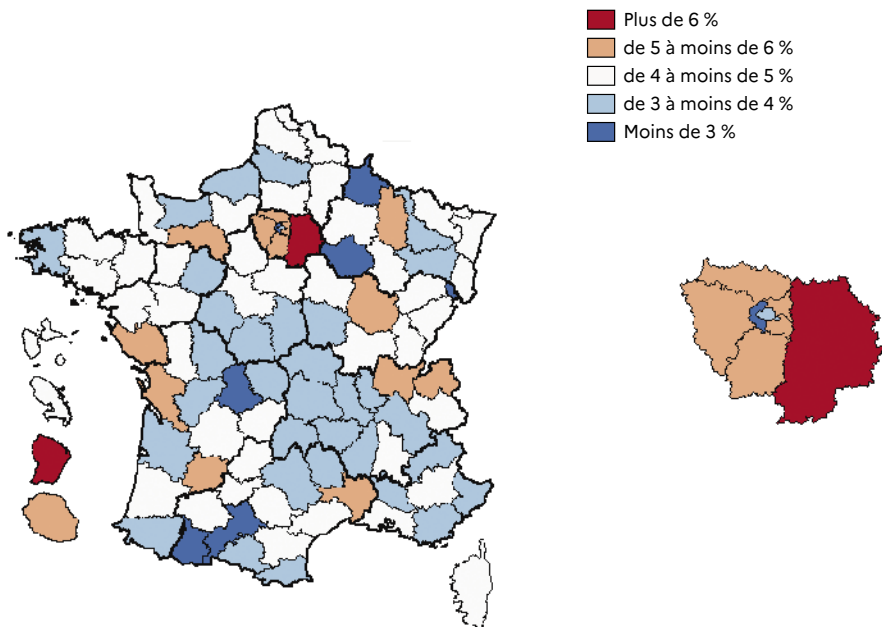 Plus de 6 %
de 5 à moins de 6 %
de 4 à moins de 5 %
de 3 à moins de 4 %
Moins de 3 %